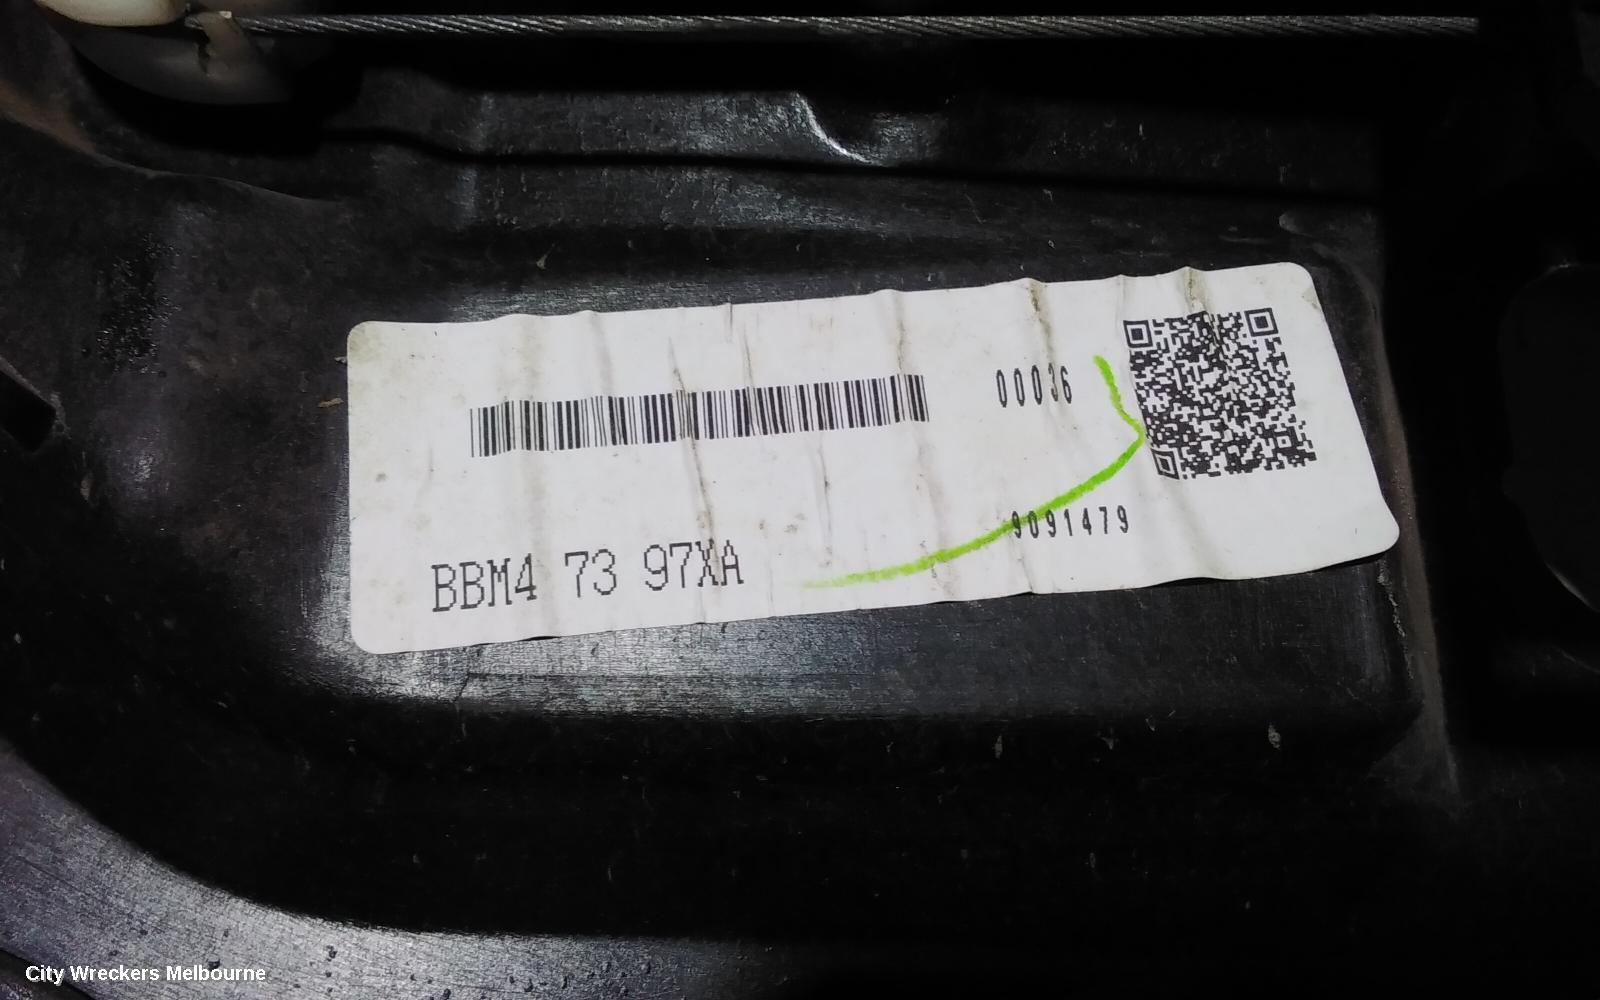 00036
9091479
BBM4 73 97XA
City Wreckers Melbourne